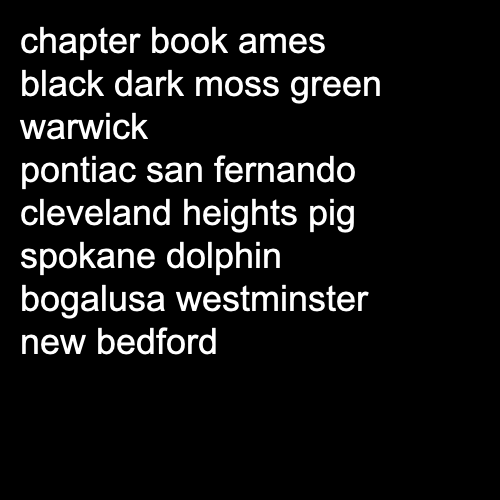 chapter book ames
black dark moss green
warwick
pontiac san fernando
cleveland heights pig
spokane dolphin
bogalusa westminster
new bedford